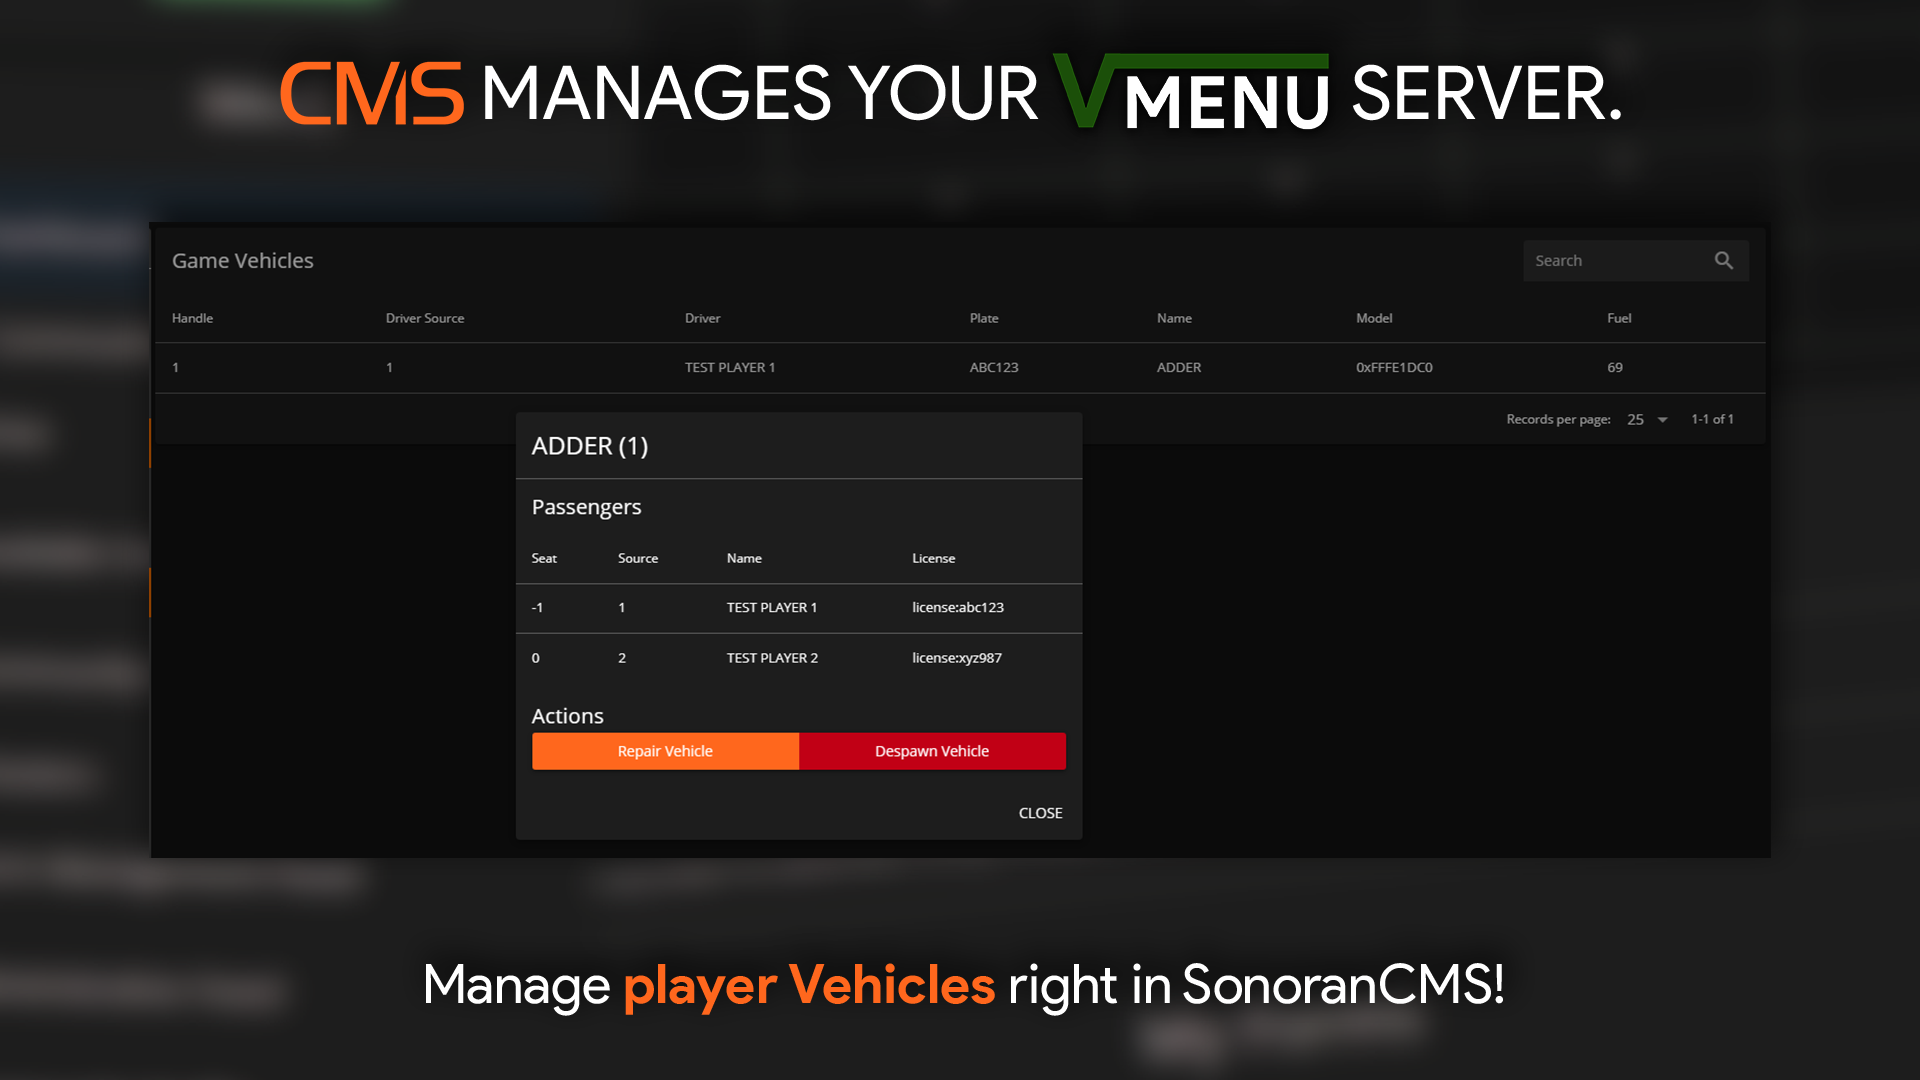 CMS MANAGES YOUR VMENU SERVER.
Game Vehicles
Search
Handle Driver Source Driver Plate Name Model Fuel
1 1 TEST PLAYER 1 ABC123 ADDER 0xFFFE1DC0 69
Records per page: 25 1-1 of 1
ADDER (1)
Passengers
Seat Source Name License
-1 1 TEST PLAYER 1 license:abc123
0 2 TEST PLAYER 2 license:xyz987
Actions
Repair Vehicle Despawn Vehicle
CLOSE
Manage player Vehicles right in SonoranCMS!